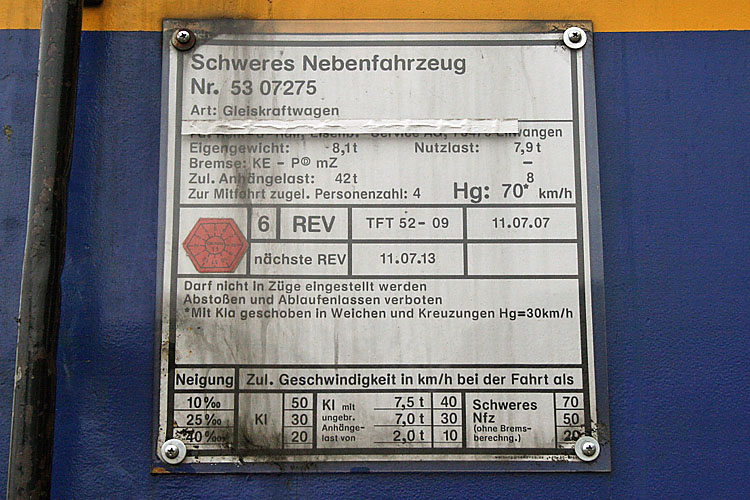 Schweres Nebenfahrzeug
Nr. 53 07275
Art: Gleiskraftwagen
Service AG,
Eigengewicht: 8,1t Nutzlast: 7,9t
Bremse: KE - P mZ –
Zul. Anhängelast: 42t 8
Zur Mitfahrt zugel. Personenzahl: 4 Hg: 70* km/h
6 REV TFT 52-09 11.07.07
nächste REV 11.07.13
Darf nicht in Züge eingestellt werden
Abstoßen und Ablaufenlassen verboten
*Mit Kla geschoben in Weichen und Kreuzungen Hg=30km/h
Neigung Zul. Geschwindigkeit in km/h bei der Fahrt als
10‰ Kl 50 Kl mit 7,5 t 40 Schweres 70
25‰ 30 ungebr. 7,0 t 30 Nfz 50
40‰ 20 Anhänge- 2,0 t 10 (ohne Brems- 20
last von berechng.)